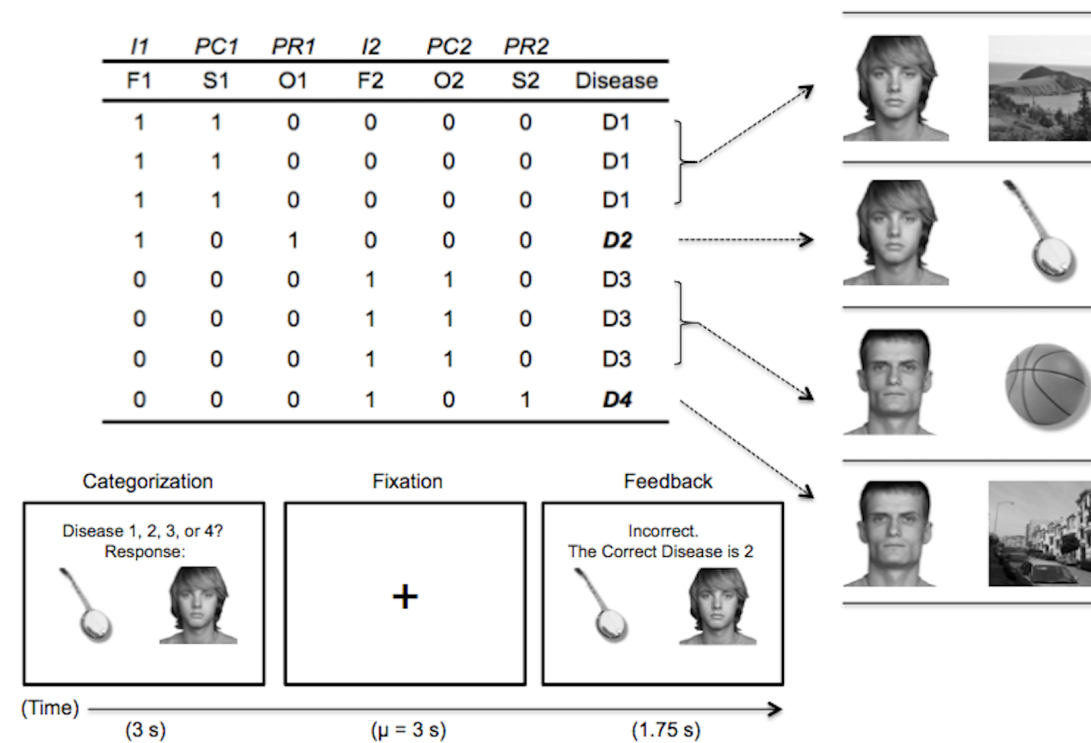 I1 PC1 PR1 I2 PC2 PR2
F1 S1 O1 F2 O2 S2 Disease
1 1 0 0 0 0 D1
1 1 0 0 0 0 D1
1 1 0 0 0 0 D1
1 0 1 0 0 0 D2
0 0 0 1 1 0 D3
0 0 0 1 1 0 D3
0 0 0 1 1 0 D3
0 0 0 1 0 1 D4
Categorization Fixation Feedback
Disease 1, 2, 3, or 4?
Response:
+
Incorrect.
The Correct Disease is 2
(Time)
(3 s) (μ = 3 s) (1.75 s)